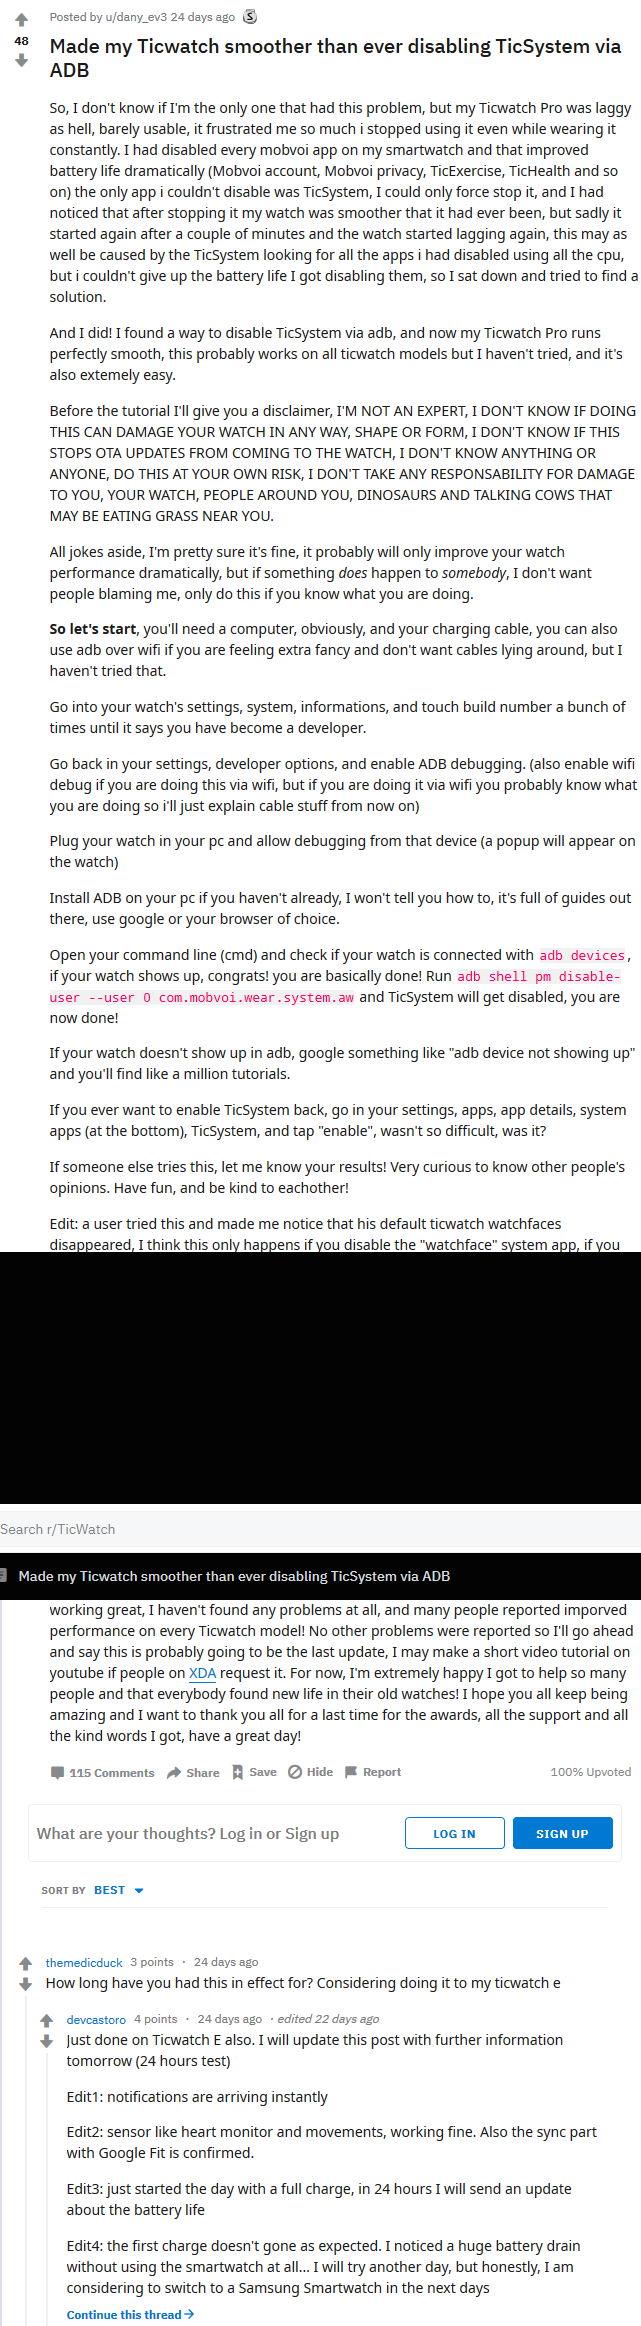 Posted by u/dany_ev3 24 days ago
48
Made my Ticwatch smoother than ever disabling TicSystem via
ADB
So, I don't know if I'm the only one that had this problem, but my Ticwatch Pro was laggy
as hell, barely usable, it frustrated me so much i stopped using it even while wearing it
constantly. I had disabled every mobvoi app on my smartwatch and that improved
battery life dramatically (Mobvoi account, Mobvoi privacy, TicExercise, TicHealth and so
on) the only app i couldn't disable was TicSystem, I could only force stop it, and I had
noticed that after stopping it my watch was smoother that it had ever been, but sadly it
started again after a couple of minutes and the watch started lagging again, this may as
well be caused by the TicSystem looking for all the apps i had disabled using all the cpu,
but i couldn't give up the battery life I got disabling them, so I sat down and tried to find a
solution.
And I did! I found a way to disable TicSystem via adb, and now my Ticwatch Pro runs
perfectly smooth, this probably works on all ticwatch models but I haven't tried, and it's
also extemely easy.
Before the tutorial I'll give you a disclaimer, I'M NOT AN EXPERT, I DON'T KNOW IF DOING
THIS CAN DAMAGE YOUR WATCH IN ANY WAY, SHAPE OR FORM, I DON'T KNOW IF THIS
STOPS OTA UPDATES FROM COMING TO THE WATCH, I DON'T KNOW ANYTHING OR
ANYONE, DO THIS AT YOUR OWN RISK, I DON'T TAKE ANY RESPONSABILITY FOR DAMAGE
TO YOU, YOUR WATCH, PEOPLE AROUND YOU, DINOSAURS AND TALKING COWS THAT
MAY BE EATING GRASS NEAR YOU.
All jokes aside, I'm pretty sure it's fine, it probably will only improve your watch
performance dramatically, but if something does happen to somebody, I don't want
people blaming me, only do this if you know what you are doing.
So let's start, you'll need a computer, obviously, and your charging cable, you can also
use adb over wifi if you are feeling extra fancy and don't want cables lying around, but I
haven't tried that.
Go into your watch's settings, system, informations, and touch build number a bunch of
times until it says you have become a developer.
Go back in your settings, developer options, and enable ADB debugging. (also enable wifi
debug if you are doing this via wifi, but if you are doing it via wifi you probably know what
you are doing so i'll just explain cable stuff from now on)
Plug your watch in your pc and allow debugging from that device (a popup will appear on
the watch)
Install ADB on your pc if you haven't already, I won't tell you how to, it's full of guides out
there, use google or your browser of choice.
Open your command line (cmd) and check if your watch is connected with adb devices,
if your watch shows up, congrats! you are basically done! Run adb shell pm disable-
user --user 0 com.mobvoi.wear.system.aw and TicSystem will get disabled, you are
now done!
If your watch doesn't show up in adb, google something like "adb device not showing up"
and you'll find like a million tutorials.
If you ever want to enable TicSystem back, go in your settings, apps, app details, system
apps (at the bottom), TicSystem, and tap "enable", wasn't so difficult, was it?
If someone else tries this, let me know your results! Very curious to know other people's
opinions. Have fun, and be kind to eachother!
Edit: a user tried this and made me notice that his default ticwatch watchfaces
disappeared, I think this only happens if you disable the "watchface" system app, if you
Search r/TicWatch
Made my Ticwatch smoother than ever disabling TicSystem via ADB
working great, I haven't found any problems at all, and many people reported imporved
performance on every Ticwatch model! No other problems were reported so I'll go ahead
and say this is probably going to be the last update, I may make a short video tutorial on
youtube if people on XDA request it. For now, I'm extremely happy I got to help so many
people and that everybody found new life in their old watches! I hope you all keep being
amazing and I want to thank you all for a last time for the awards, all the support and all
the kind words I got, have a great day!
115 Comments Share Save Hide Report 100% Upvoted
What are your thoughts? Log in or Sign up LOG IN SIGN UP
SORT BY BEST
themedicduck 3 points · 24 days ago
How long have you had this in effect for? Considering doing it to my ticwatch e
devcastoro 4 points · 24 days ago · edited 22 days ago
Just done on Ticwatch E also. I will update this post with further information
tomorrow (24 hours test)
Edit1: notifications are arriving instantly
Edit2: sensor like heart monitor and movements, working fine. Also the sync part
with Google Fit is confirmed.
Edit3: just started the day with a full charge, in 24 hours I will send an update
about the battery life
Edit4: the first charge doesn't gone as expected. I noticed a huge battery drain
without using the smartwatch at all... I will try another day, but honestly, I am
considering to switch to a Samsung Smartwatch in the next days
Continue this thread